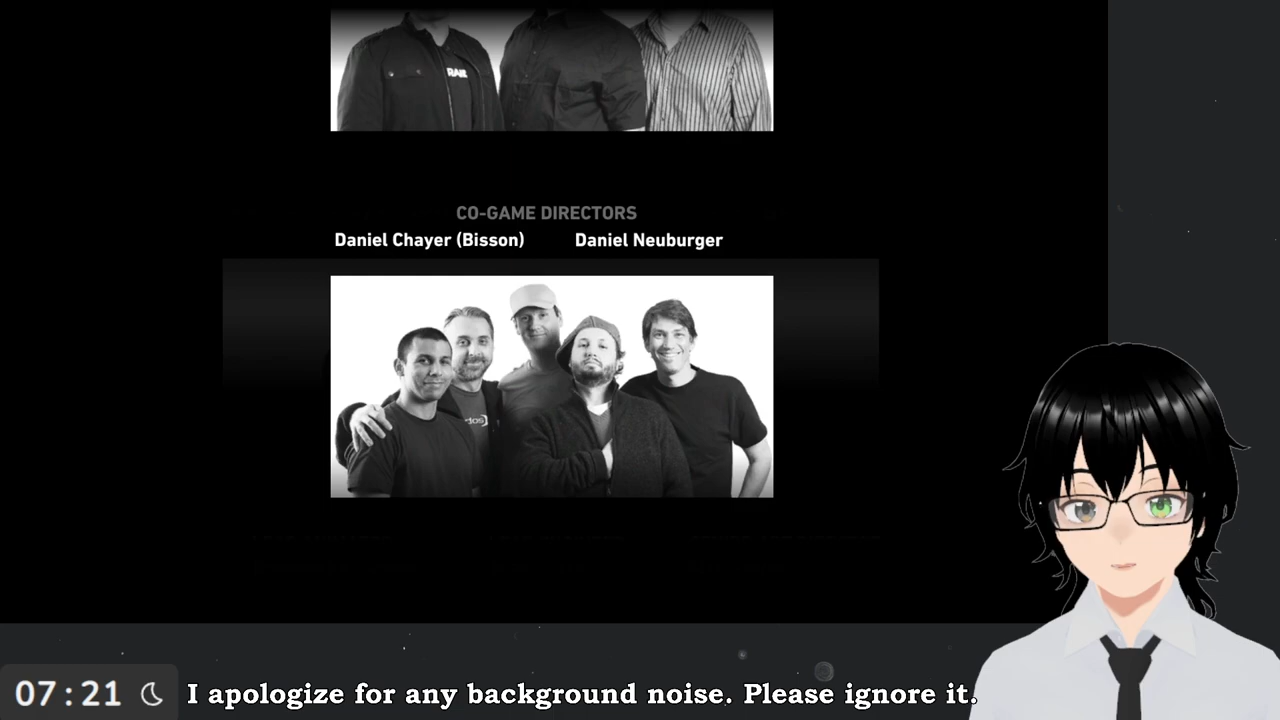 CO-GAME DIRECTORS
Daniel Chayer (Bisson) Daniel Neuburger
07:21
I apologize for any background noise. Please ignore it.